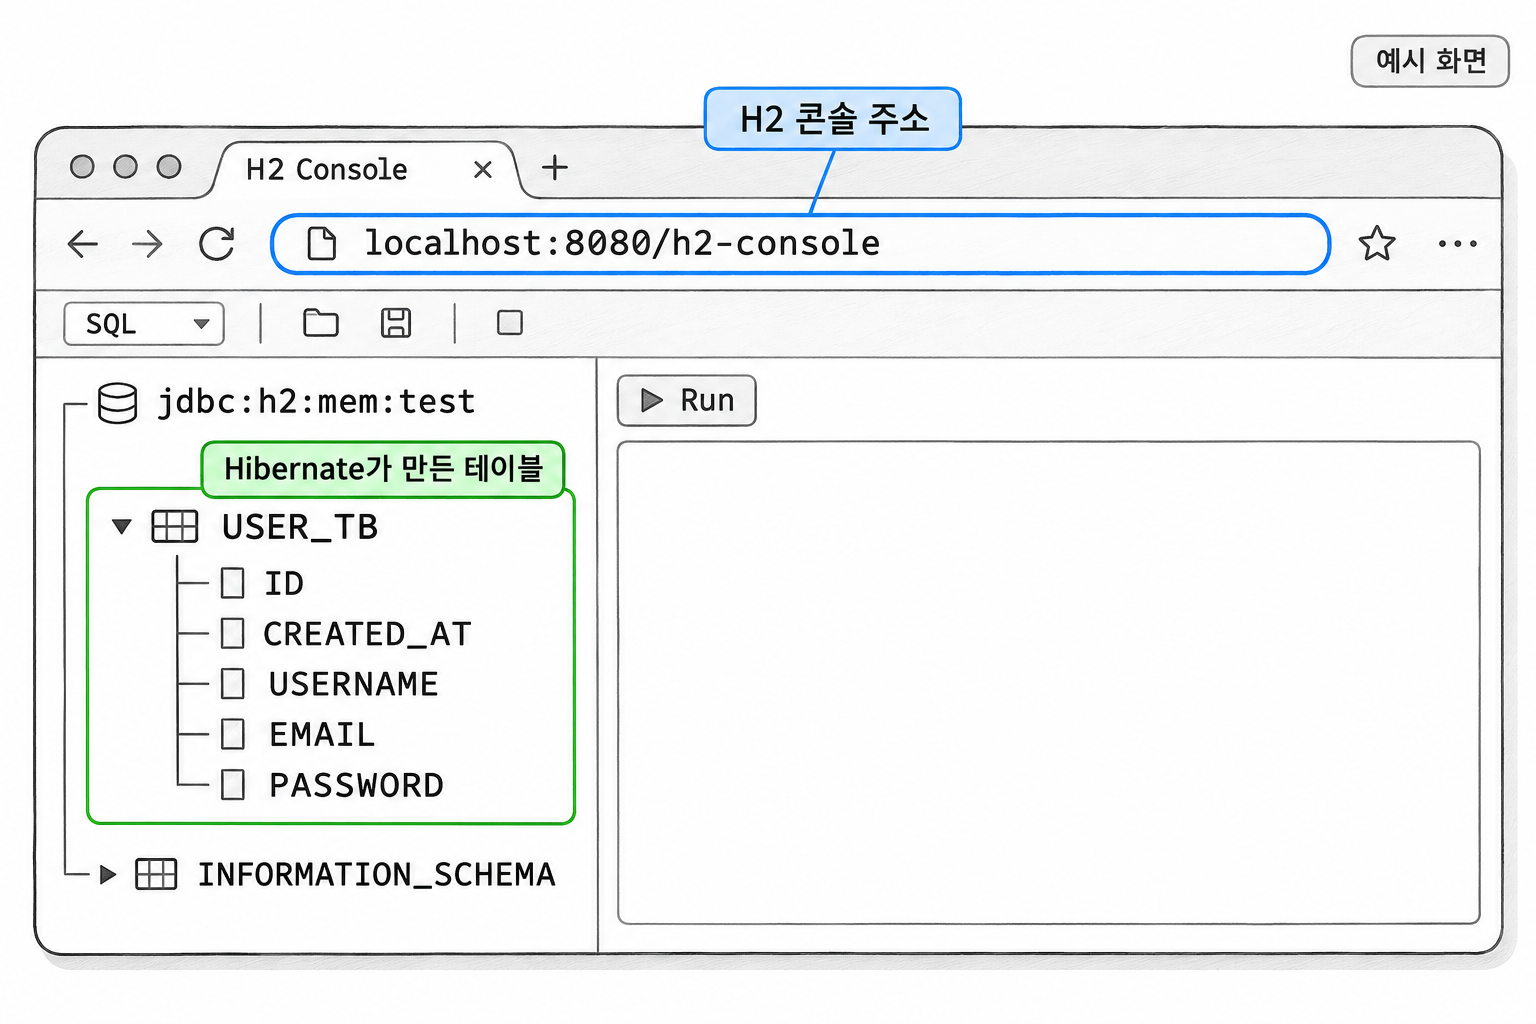 예시 화면
H2 콘솔 주소
H2 Console
localhost:8080/h2-console
SQL
jdbc:h2:mem:test
Run
Hibernate가 만든 테이블
USER_TB
ID
CREATED_AT
USERNAME
EMAIL
PASSWORD
INFORMATION_SCHEMA